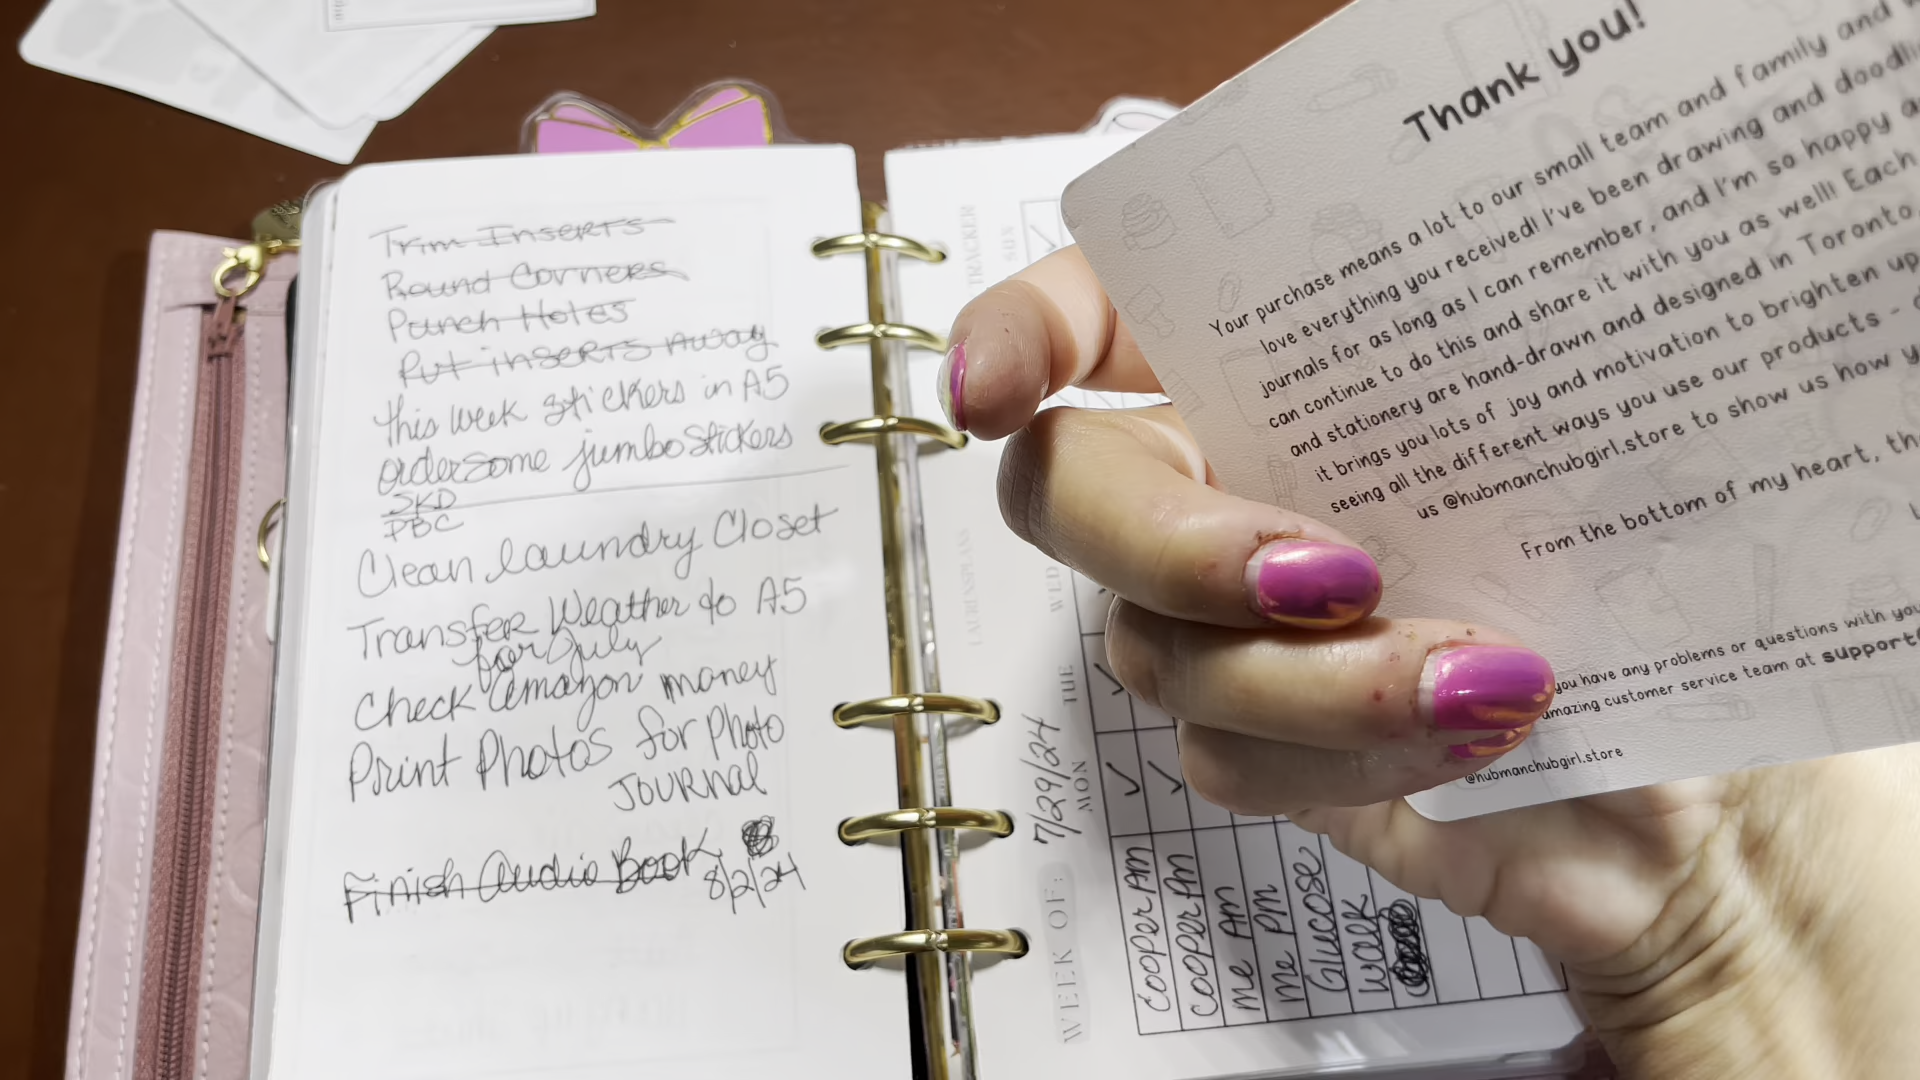 Trim Inserts
Round Corners
Punch Holes
Put inserts Away
this week stickers in A5
order some jumbo stickers
SKD
PBC
Clean laundry Closet
Transfer Weather to A5
for July
Check Amazon money
Print Photos for Photo
JOURNAL
Finish Audio Book
8/2/24
TRACKER
LAURENSPLANS
WEEK OF: 7/29/24
MON TUE WED SUN
COOPER AM
COOPER PM
me AM
me PM
Glucose
walk
Thank you!
Your purchase means a lot to our small team and family and
love everything you received! I've been drawing and doodli
journals for as long as I can remember, and I'm so happy
can continue to do this and share it with you as well! Each
and stationery are hand-drawn and designed in Toronto
it brings you lots of joy and motivation to brighten up
seeing all the different ways you use our products -
us @hubmanchubgirl.store to show us how
From the bottom of my heart, th
you have any problems or questions with you
amazing customer service team at support@
@hubmanchubgirl.store